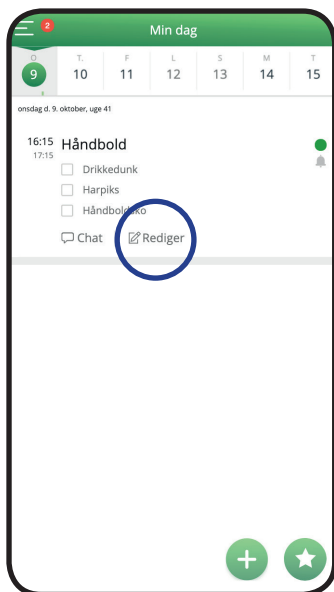 2
Min dag
O T. F L S M T
9 10 11 12 13 14 15
onsdag d. 9. oktober, uge 41
16:15 Håndbold
17:15
Drikkedunk
Harpiks
Håndboldsko
Chat Rediger